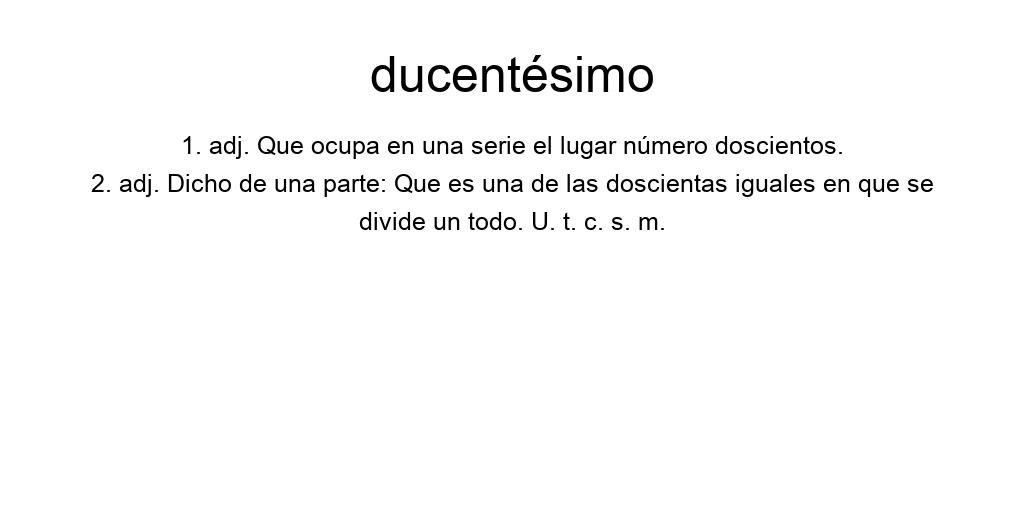 ducentésimo
1. adj. Que ocupa en una serie el lugar número doscientos.
2. adj. Dicho de una parte: Que es una de las doscientas iguales en que se
divide un todo. U. t. c. s. m.